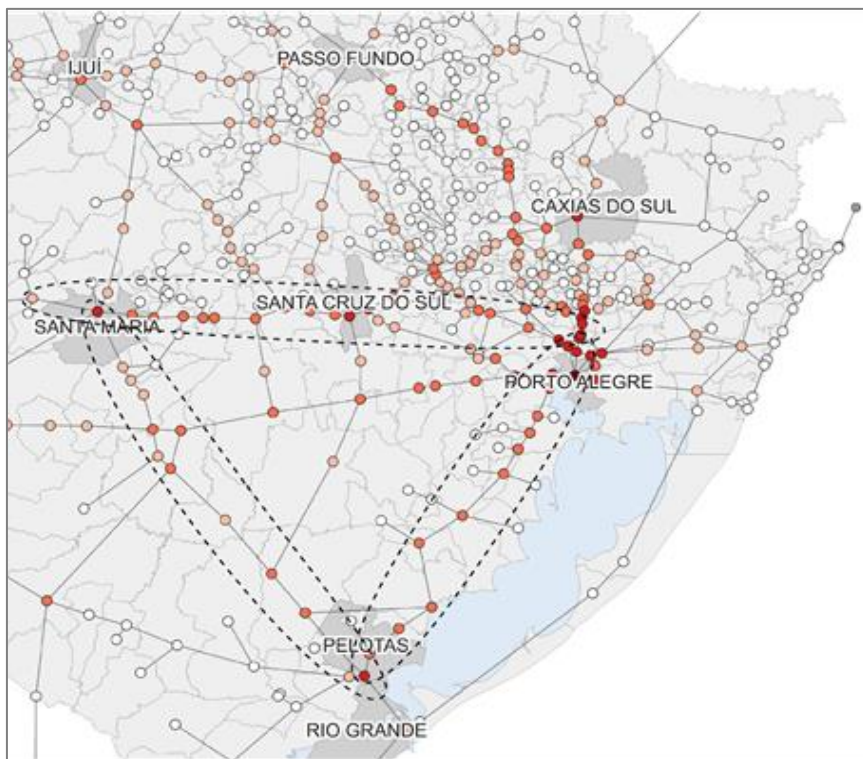 PASSO FUNDO
IJUÍ
CAXIAS DO SUL
SANTA CRUZ DO SUL
SANTA MARIA
PORTO ALEGRE
PELOTAS
RIO GRANDE